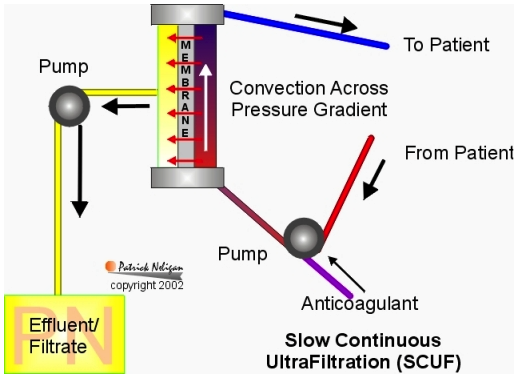 To Patient
Pump
MEMBRANE
Convection Across
Pressure Gradient
From Patient
Pump
Patrick Neligan
copyright 2002
Anticoagulant
PN
Effluent/
Filtrate
Slow Continuous
UltraFiltration (SCUF)